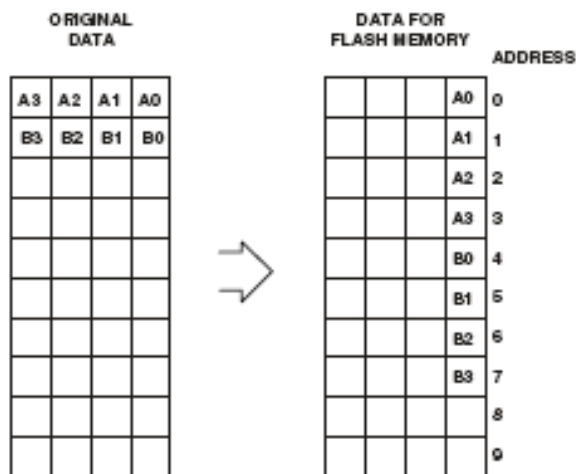 ORIGINAL
DATA
DATA FOR
FLASH MEMORY
ADDRESS
A3 A2 A1 A0
B3 B2 B1 B0
A0 0
A1 1
A2 2
A3 3
B0 4
B1 5
B2 6
B3 7
8
9